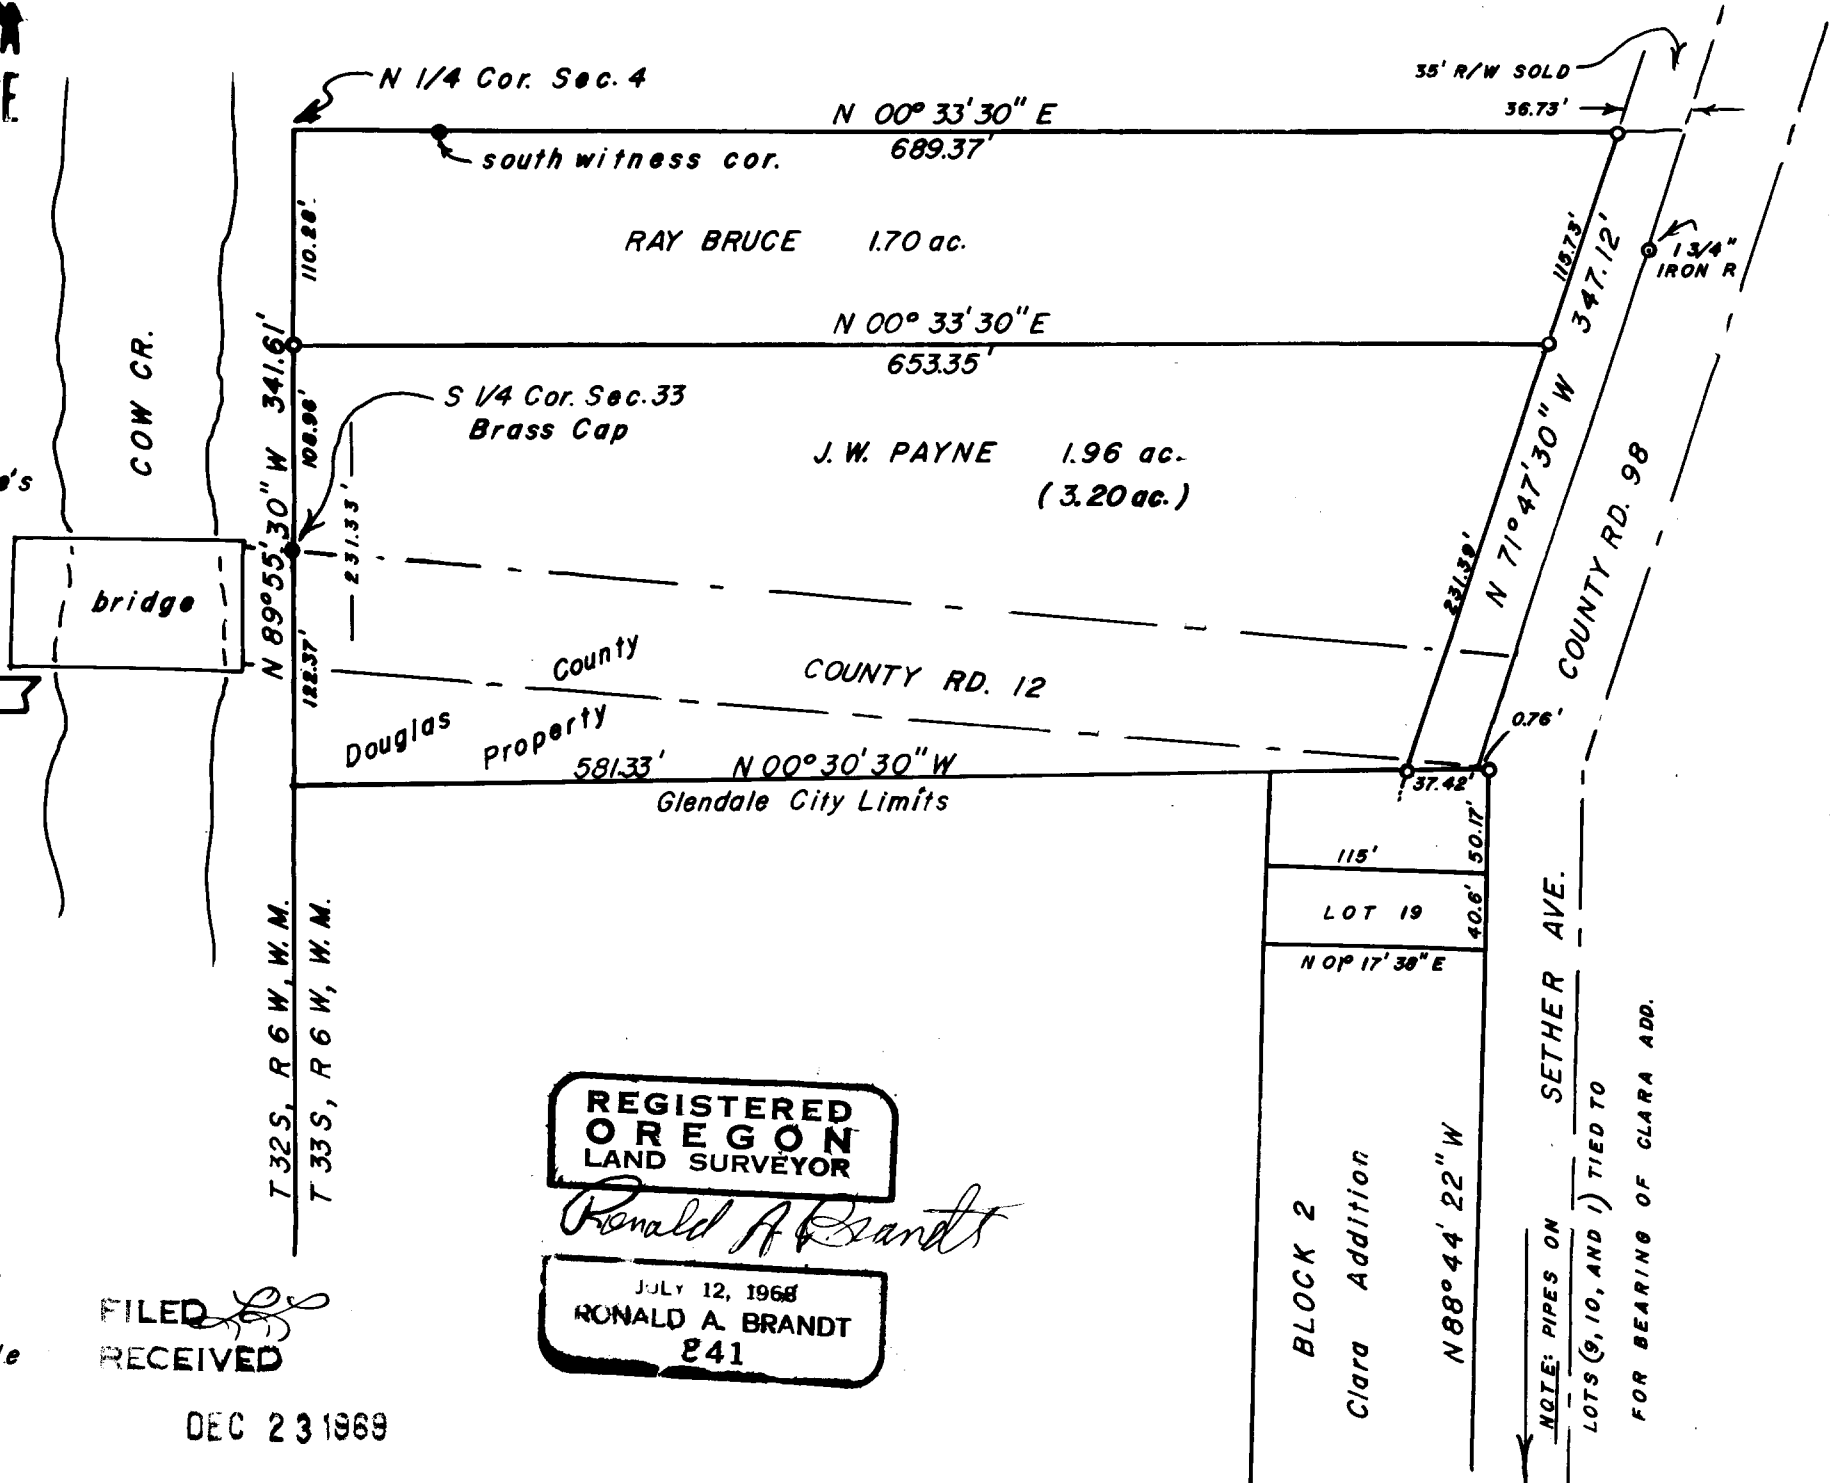 N 1/4 Cor. Sec. 4
35' R/W SOLD
36.73'
N 00° 33' 30" E
689.37'
south witness cor.
110.28'
RAY BRUCE 1.70 ac.
115.73'
347.12'
1 3/4"
IRON R
N 00° 33' 30" E
653.35'
COW CR.
N 89° 55' 30" W 341.61'
108.96'
S 1/4 Cor. Sec. 33
Brass Cap
231.33'
J. W. PAYNE 1.96 ac.
(3.20 ac.)
N 71° 47' 30" W
231.39'
COUNTY RD. 98
e's
bridge
122.37'
County
COUNTY RD. 12
Douglas
Property
0.76'
581.33' N 00° 30' 30" W
Glendale City Limits
37.42'
50.17'
115'
LOT 19
40.6'
N 01° 17' 38" E
SETHER AVE.
T 32 S, R 6 W, W. M.
T 33 S, R 6 W, W. M.
BLOCK 2
Clara Addition
N 88° 44' 22" W
NOTE: PIPES ON
LOTS (9, 10, AND 1) TIED TO
FOR BEARING OF CLARA ADD.
REGISTERED
OREGON
LAND SURVEYOR
Ronald A Brandt
JULY 12, 1968
RONALD A. BRANDT
841
FILED
RECEIVED
DEC 23 1969